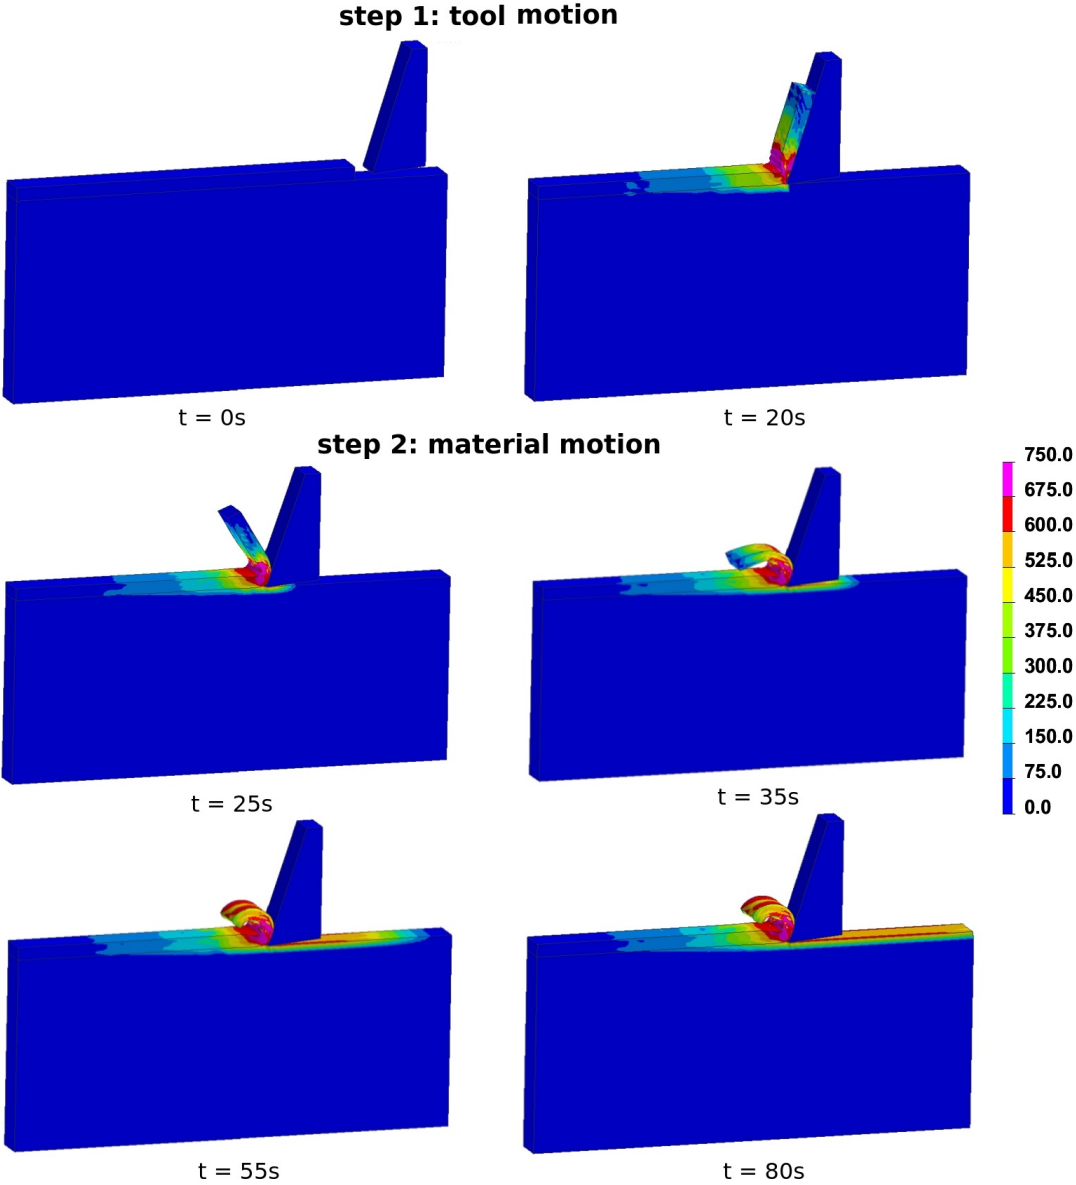 step 1: tool motion
t = 0s
t = 20s
step 2: material motion
750.0
675.0
600.0
525.0
450.0
375.0
300.0
225.0
150.0
75.0
0.0
t = 25s
t = 35s
t = 55s
t = 80s